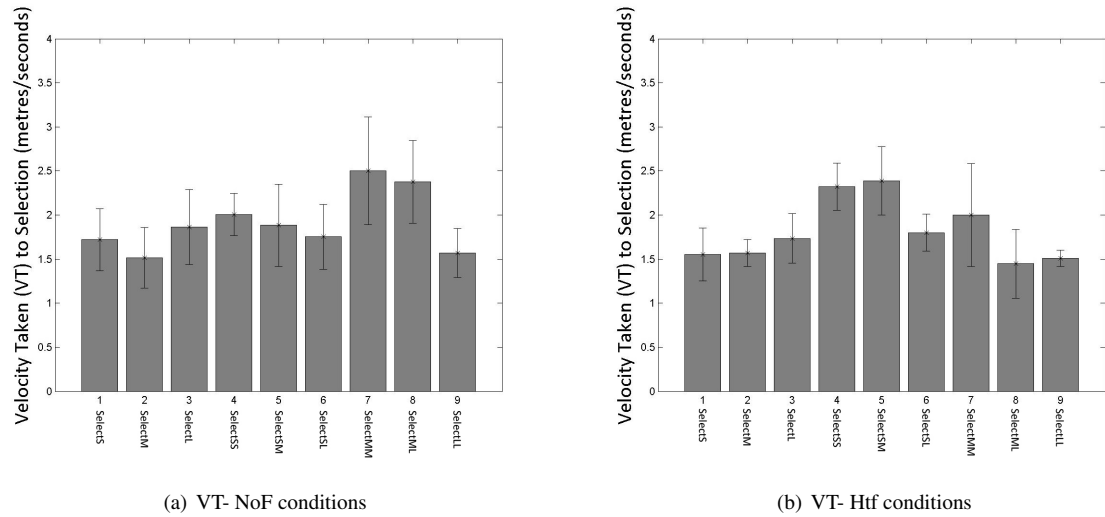 Velocity Taken (VT) to Selection (metres/seconds)
4
3.5
3
2.5
2
1.5
1
0.5
0
1 2 3 4 5 6 7 8 9
SelectS
SelectM
SelectL
SelectSS
SelectSM
SelectSL
SelectMM
SelectML
SelectLL
(a) VT- NoF conditions
Velocity Taken (VT) to Selection (metres/seconds)
4
3.5
3
2.5
2
1.5
1
0.5
0
1 2 3 4 5 6 7 8 9
SelectS
SelectM
SelectL
SelectSS
SelectSM
SelectSL
SelectMM
SelectML
SelectLL
(b) VT- Htf conditions